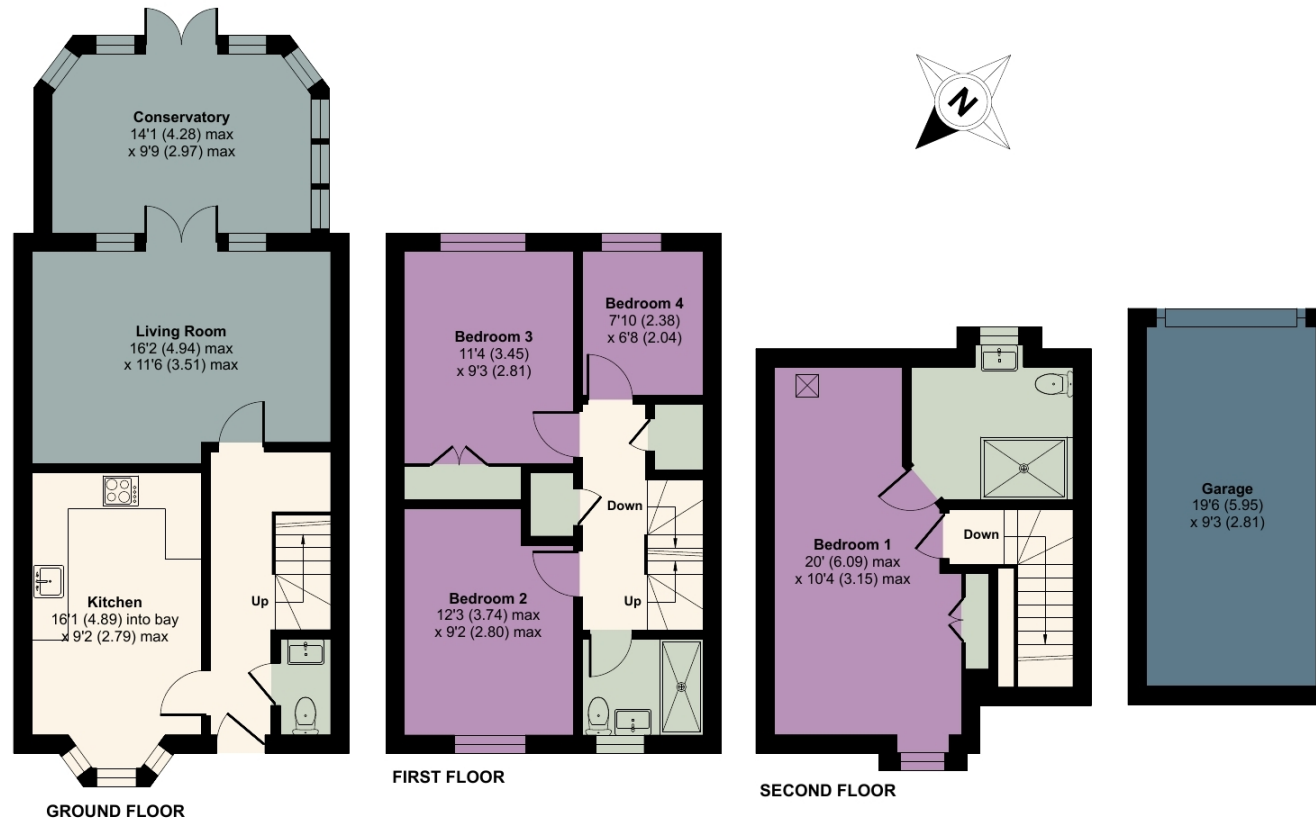 Conservatory
14'1 (4.28) max
x 9'9 (2.97) max
N
Living Room
16'2 (4.94) max
x 11'6 (3.51) max
Kitchen
16'1 (4.89) into bay
x 9'2 (2.79) max
Up
GROUND FLOOR
Bedroom 3
11'4 (3.45)
x 9'3 (2.81)
Bedroom 4
7'10 (2.38)
x 6'8 (2.04)
Down
Bedroom 2
12'3 (3.74) max
x 9'2 (2.80) max
Up
FIRST FLOOR
Bedroom 1
20' (6.09) max
x 10'4 (3.15) max
Down
SECOND FLOOR
Garage
19'6 (5.95)
x 9'3 (2.81)